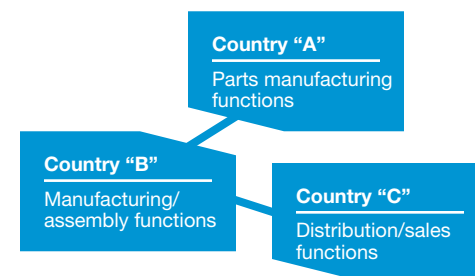 Country “A”
Parts manufacturing
functions
Country “B”
Manufacturing/
assembly functions
Country “C”
Distribution/sales
functions